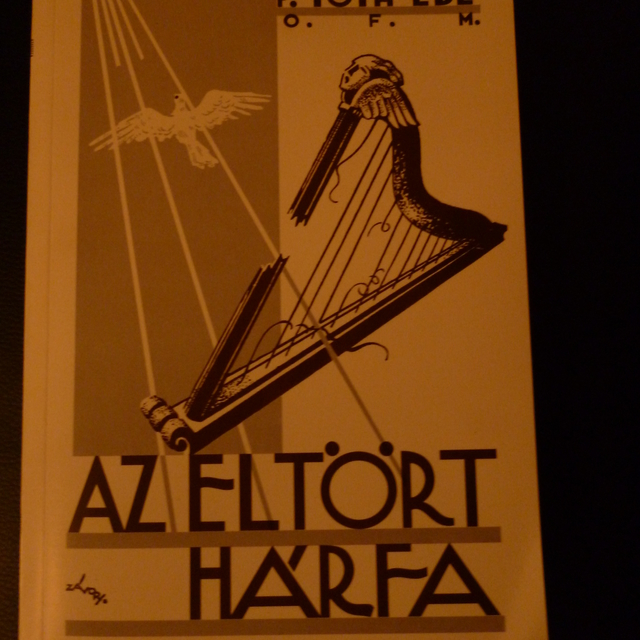 P. TÓTH EDE
O. F. M.
AZ ELTÖRT
HÁRFA